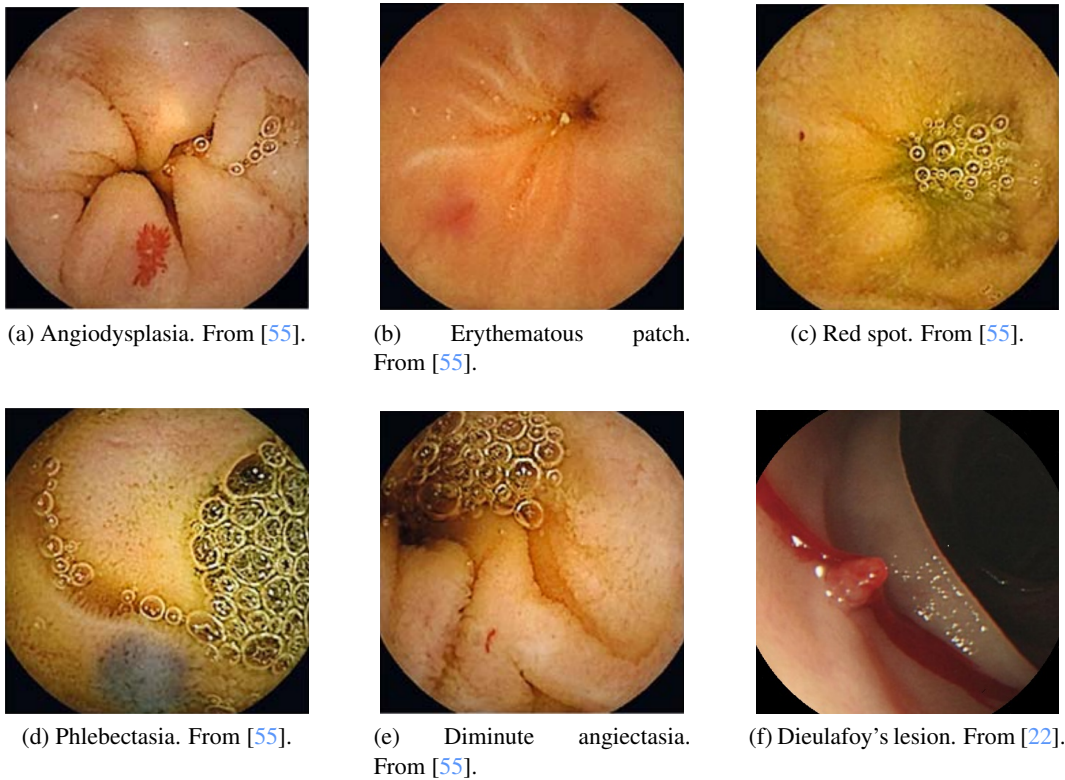 (a) Angiodysplasia. From [55].
(b) Erythematous patch.
From [55].
(c) Red spot. From [55].
(d) Phlebectasia. From [55].
(e) Diminute angiectasia.
From [55].
(f) Dieulafoy's lesion. From [22].